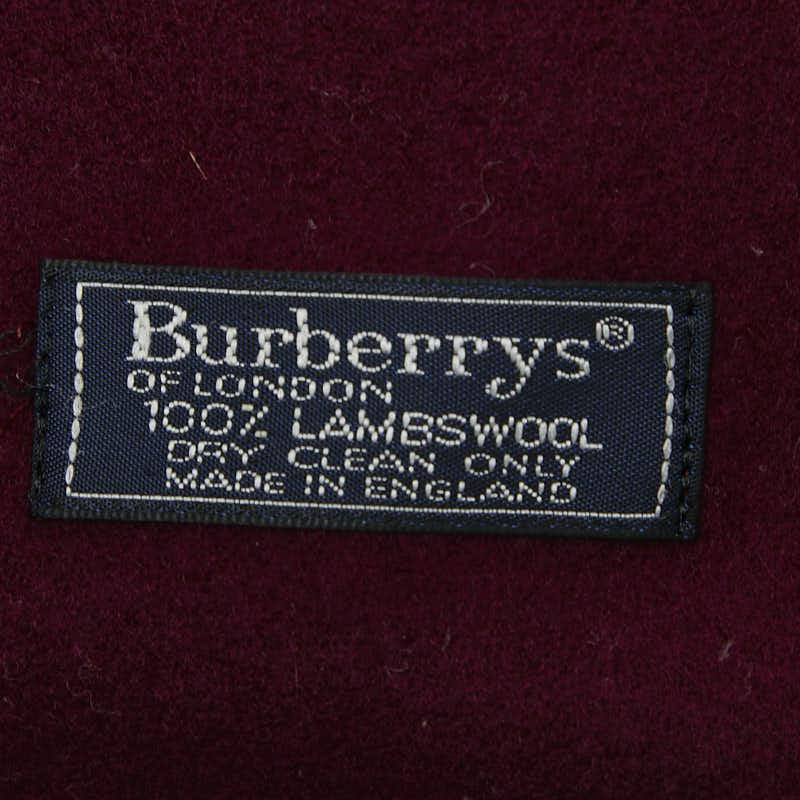 Burberrys®
OF LONDON
100% LAMBSWOOL
DRY CLEAN ONLY
MADE IN ENGLAND